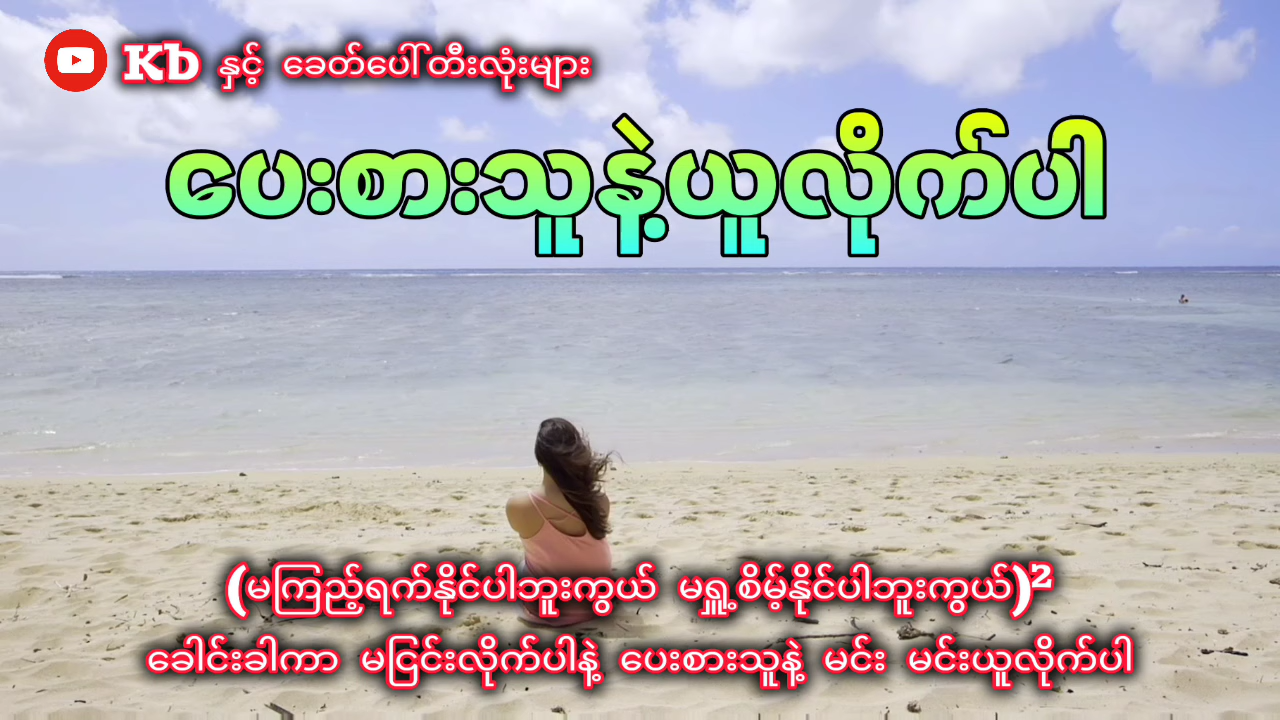 Kb နှင့် ခေတ်ပေါ်တီးလုံးများ
ပေးစားသူနဲ့ယူလိုက်ပါ
(မကြည့်ရက်နိုင်ပါဘူးကွယ် မရှူ့စိမ့်နိုင်ပါဘူးကွယ်)²
ခေါင်းခါကာ မငြင်းလိုက်ပါနဲ့ ပေးစားသူနဲ့ မင်း မင်းယူလိုက်ပါ